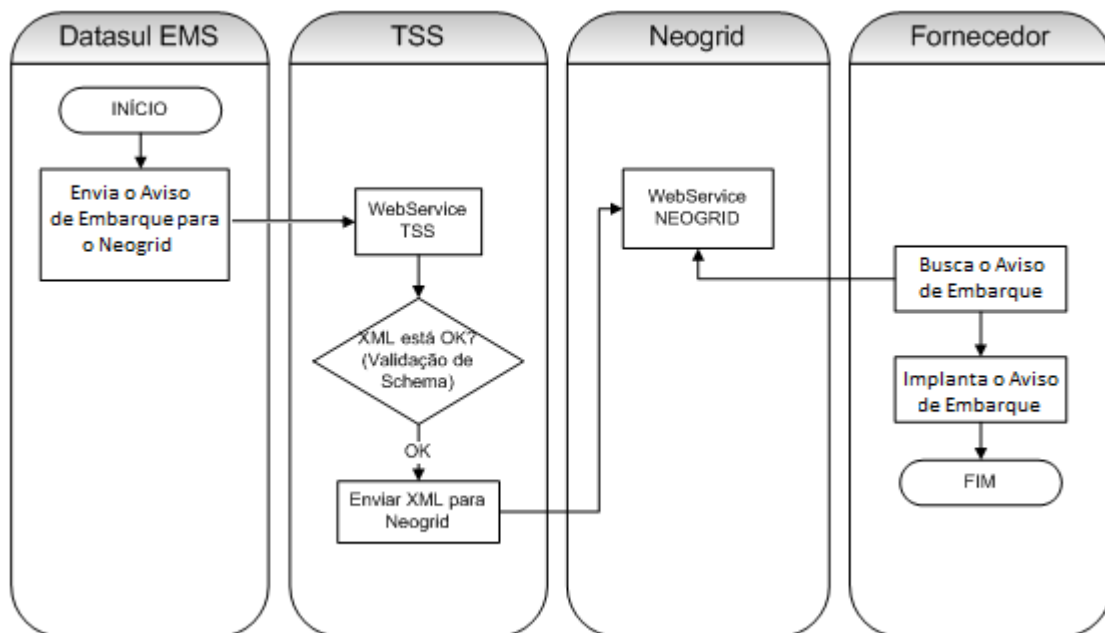 Datasul EMS
TSS
Neogrid
Fornecedor
INÍCIO
Envia o Aviso
de Embarque para
o Neogrid
WebService
TSS
XML está OK?
(Validação de
Schema)
OK
Enviar XML para
Neogrid
WebService
NEOGRID
Busca o Aviso
de Embarque
Implanta o Aviso
de Embarque
FIM